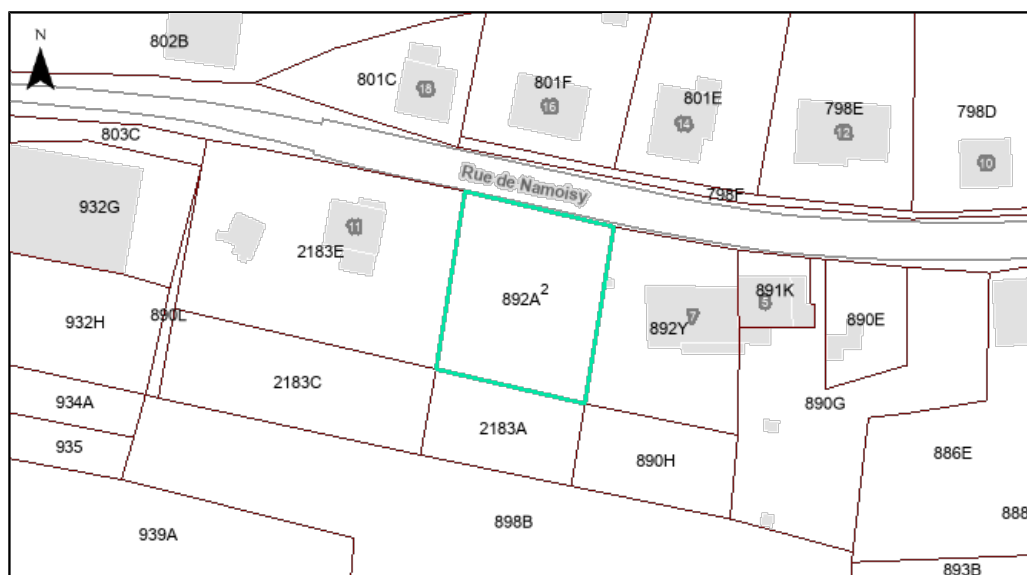 N
802B
801C
18
801F
16
801E
14
798E
12
798D
10
803C
Rue de Namoisy
798F
932G
11
2183E
892A²
891K
5
7
892Y
890E
932H
890L
2183C
934A
890G
2183A
935
890H
886E
898B
888
939A
893B